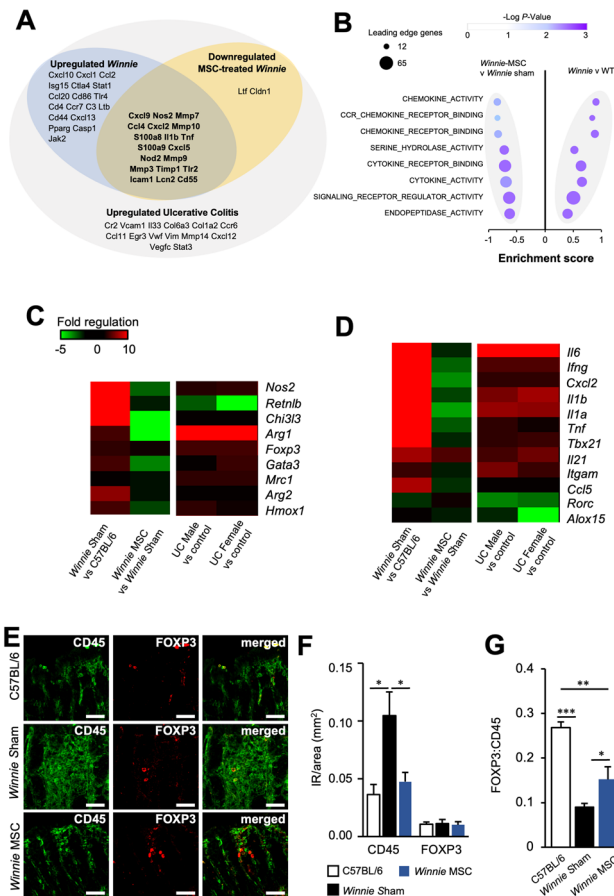 A
Upregulated Winnie
Cxcl10 Cxcl1 Ccl2
Isg15 Ctla4 Stat1
Ccl20 Cd86 Tlr4
Cd4 Ccr7 C3 Ltb
Cd44 Cxcl13
Pparg Casp1
Jak2
Downregulated
MSC-treated Winnie
Ltf Cldn1
Cxcl9 Nos2 Mmp7
Ccl4 Cxcl2 Mmp10
S100a8 Il1b Tnf
S100a9 Cxcl5
Nod2 Mmp9
Mmp3 Timp1 Tlr2
Icam1 Lcn2 Cd55
Upregulated Ulcerative Colitis
Cr2 Vcam1 Il33 Col6a3 Col1a2 Ccr6
Ccl11 Egr3 Vwf Vim Mmp14 Cxcl12
Vegfc Stat3
B
-Log P-Value
0 1 2 3
Leading edge genes
12
65
Winnie-MSC
v Winnie sham
Winnie v WT
CHEMOKINE_ACTIVITY
CCR_CHEMOKINE_RECEPTOR_BINDING
CHEMOKINE_RECEPTOR_BINDING
SERINE_HYDROLASE_ACTIVITY
CYTOKINE_RECEPTOR_BINDING
CYTOKINE_ACTIVITY
SIGNALING_RECEPTOR_REGULATOR_ACTIVITY
ENDOPEPTIDASE_ACTIVITY
-1 -0.5 0 0.5 1
Enrichment score
C
Fold regulation
-5 10
Nos2
Retnlb
Chi3l3
Arg1
Foxp3
Gata3
Mrc1
Arg2
Hmox1
Winnie Sham
vs C57BL/6
Winnie MSC
vs Winnie Sham
UC Male
vs control
UC Female
vs control
D
Il6
Ifng
Cxcl2
Il1b
Il1a
Tnf
Tbx21
Il21
Itgam
Ccl5
Rorc
Alox15
Winnie Sham
vs C57BL/6
Winnie MSC
vs Winnie Sham
UC Male
vs control
UC Female
vs control
E
CD45 FOXP3 merged
C57BL/6
CD45 FOXP3 merged
Winnie Sham
CD45 FOXP3 merged
Winnie MSC
F
IR/area (mm²)
0.15
0.10
0.05
0.00
* *
CD45 FOXP3
C57BL/6
Winnie MSC
Winnie Sham
G
FOXP3:CD45
0.4
0.3
0.2
0.1
0.0
**
***
*
C57BL/6
Winnie Sham
Winnie MSC